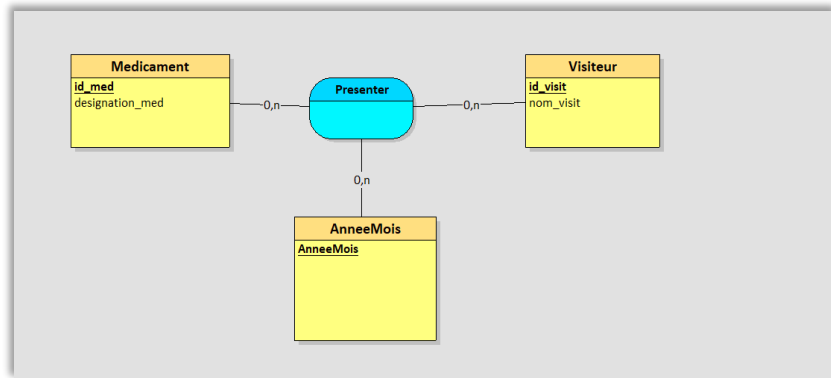 Medicament
id_med
designation_med
0,n
Presenter
0,n
Visiteur
id_visit
nom_visit
0,n
AnneeMois
AnneeMois